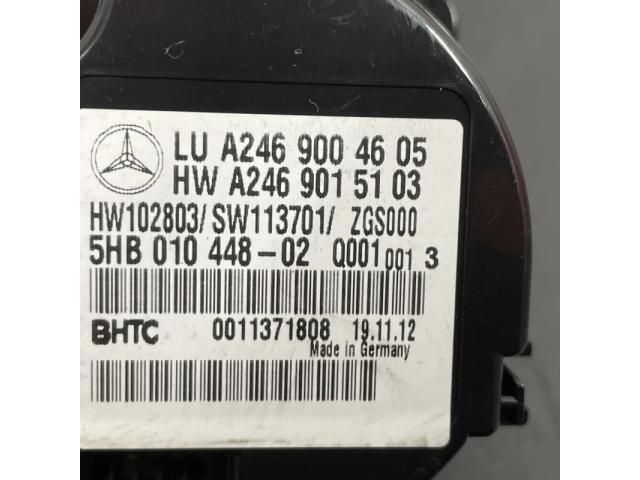 LU A246 900 46 05
HW A246 901 51 03
HW102803/ SW113701/ ZGS000
5HB 010 448-02 Q001 001 3
BHTC 0011371808 19.11.12
Made in Germany